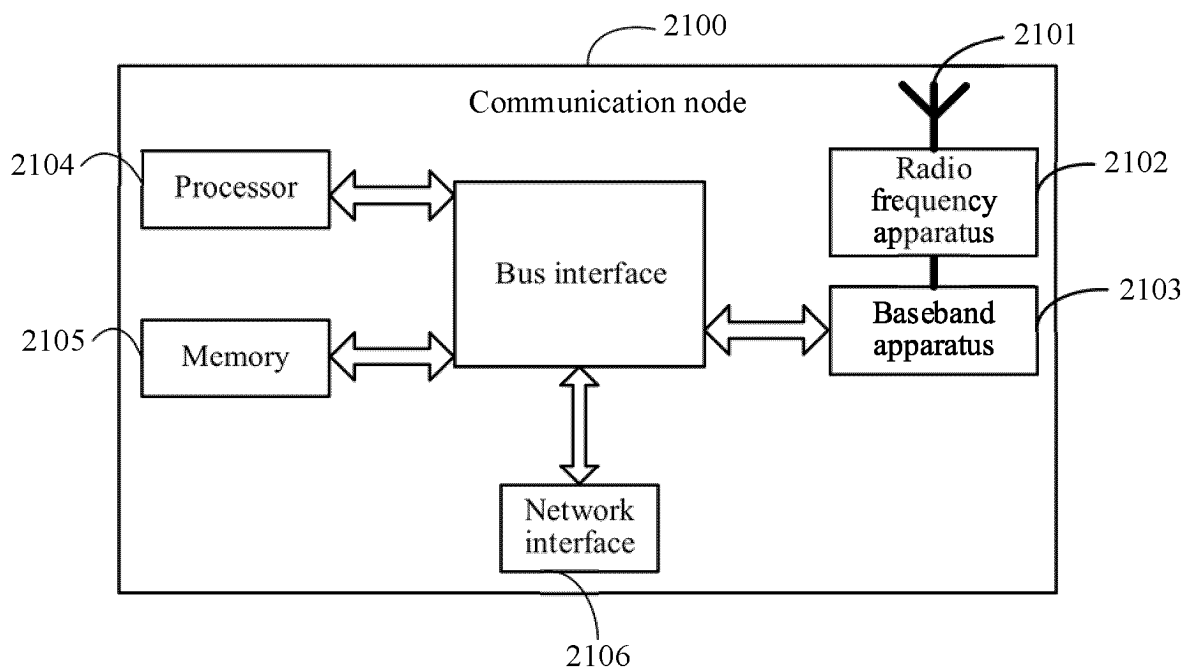 2100
2101
Communication node
2104
Processor
Radio
frequency
apparatus
2102
Bus interface
2103
Baseband
apparatus
2105
Memory
Network
interface
2106